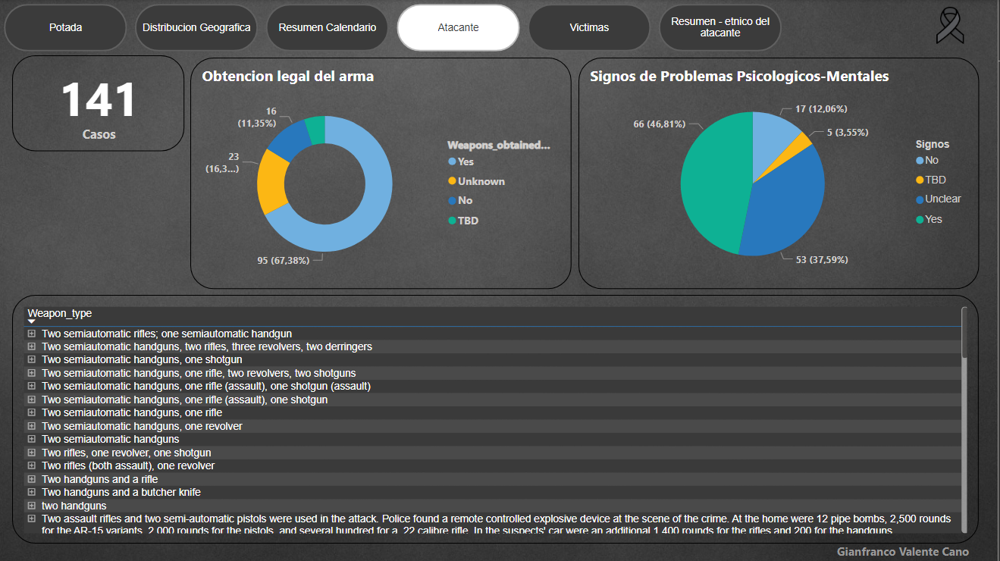 Potada
Distribucion Geografica
Resumen Calendario
Atacante
Victimas
Resumen - etnico del
atacante
141
Casos
Obtencion legal del arma
16
(11,35%)
23
(16,3...)
95 (67,38%)
Weapons_obtained...
Yes
Unknown
No
TBD
Signos de Problemas Psicologicos-Mentales
17 (12,06%)
66 (46,81%)
5 (3,55%)
53 (37,59%)
Signos
No
TBD
Unclear
Yes
Weapon_type
Two semiautomatic rifles; one semiautomatic handgun
Two semiautomatic handguns, two rifles, three revolvers, two derringers
Two semiautomatic handguns, one shotgun
Two semiautomatic handguns, one rifle, two revolvers, two shotguns
Two semiautomatic handguns, one rifle (assault), one shotgun (assault)
Two semiautomatic handguns, one rifle (assault), one shotgun
Two semiautomatic handguns, one rifle
Two semiautomatic handguns, one revolver
Two semiautomatic handguns
Two rifles, one revolver, one shotgun
Two rifles (both assault), one revolver
Two handguns and a rifle
Two handguns and a butcher knife
two handguns
Two assault rifles and two semi-automatic pistols were used in the attack. Police found a remote controlled explosive device at the scene of the crime. At the home were 12 pipe bombs, 2,500 rounds
for the AR-15 variants, 2,000 rounds for the pistols, and several hundred for a .22 calibre rifle. In the suspects' car were an additional 1,400 rounds for the rifles and 200 for the handguns
Gianfranco Valente Cano